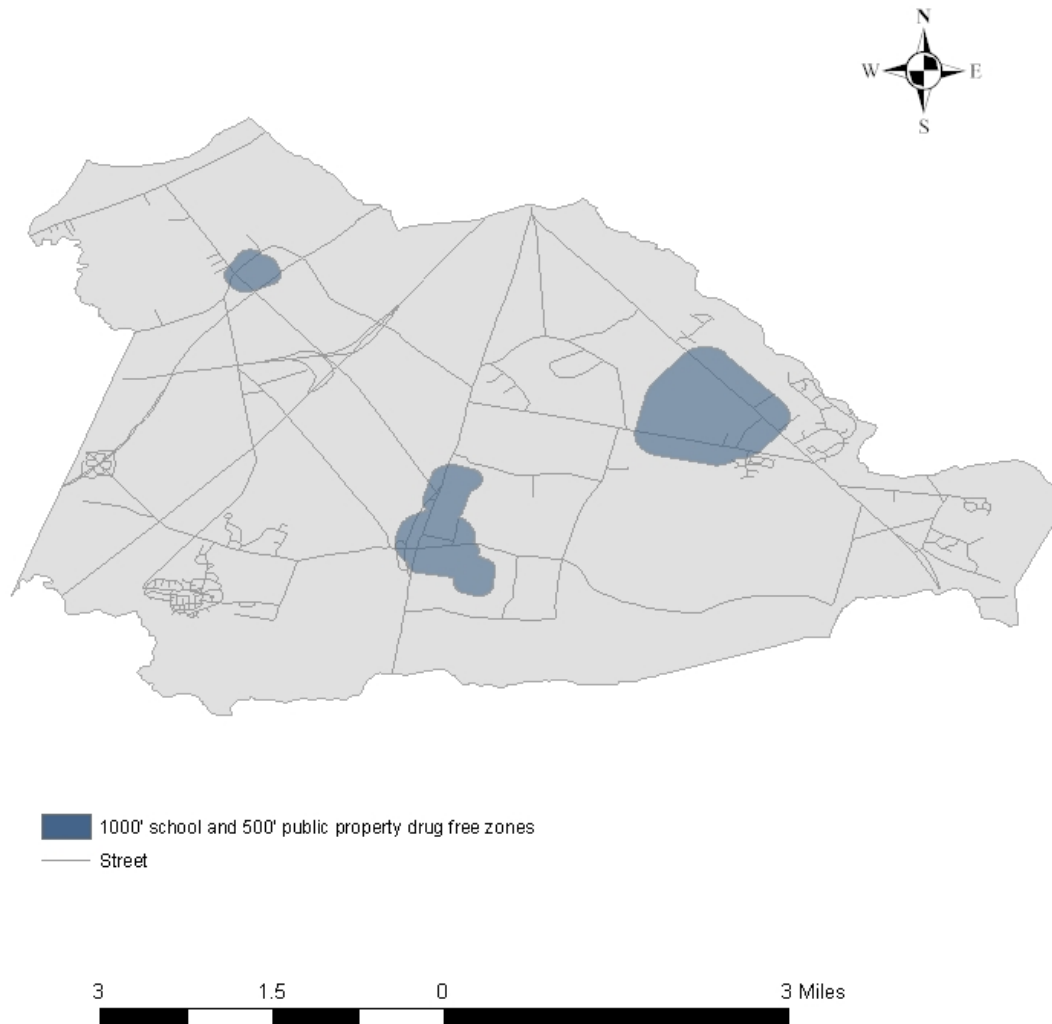 N
W E
S
1000' school and 500' public property drug free zones
Street
3 1.5 0 3 Miles